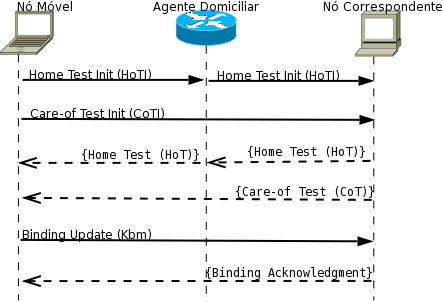 Nó Móvel
Agente Domiciliar
Nó Correspondente
Home Test Init (HoTI)
Home Test Init (HoTI)
Care-of Test Init (CoTI)
{Home Test (HoT)}
{Home Test (HoT)}
{Care-of Test (CoT)}
Binding Update (Kbm)
{Binding Acknowledgment}